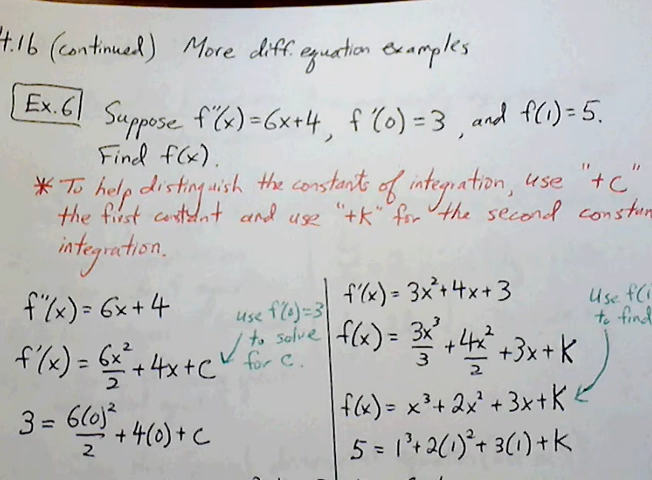 4.1b (continued) More diff. equation examples
Ex. 6 Suppose f''(x) = 6x+4, f'(0) = 3, and f(1) = 5.
Find f(x).
* To help distinguish the constants of integration, use "+C"
the first constant and use "+K" for the second constan
integration.
f''(x) = 6x + 4
f'(x) = 6x²/2 + 4x + C
use f'(0)=3
to solve
for C.
3 = 6(0)²/2 + 4(0) + C
f'(x) = 3x² + 4x + 3
f(x) = 3x³/3 + 4x²/2 + 3x + K
use f(1
to find
f(x) = x³ + 2x² + 3x + K
5 = 1³ + 2(1)² + 3(1) + K